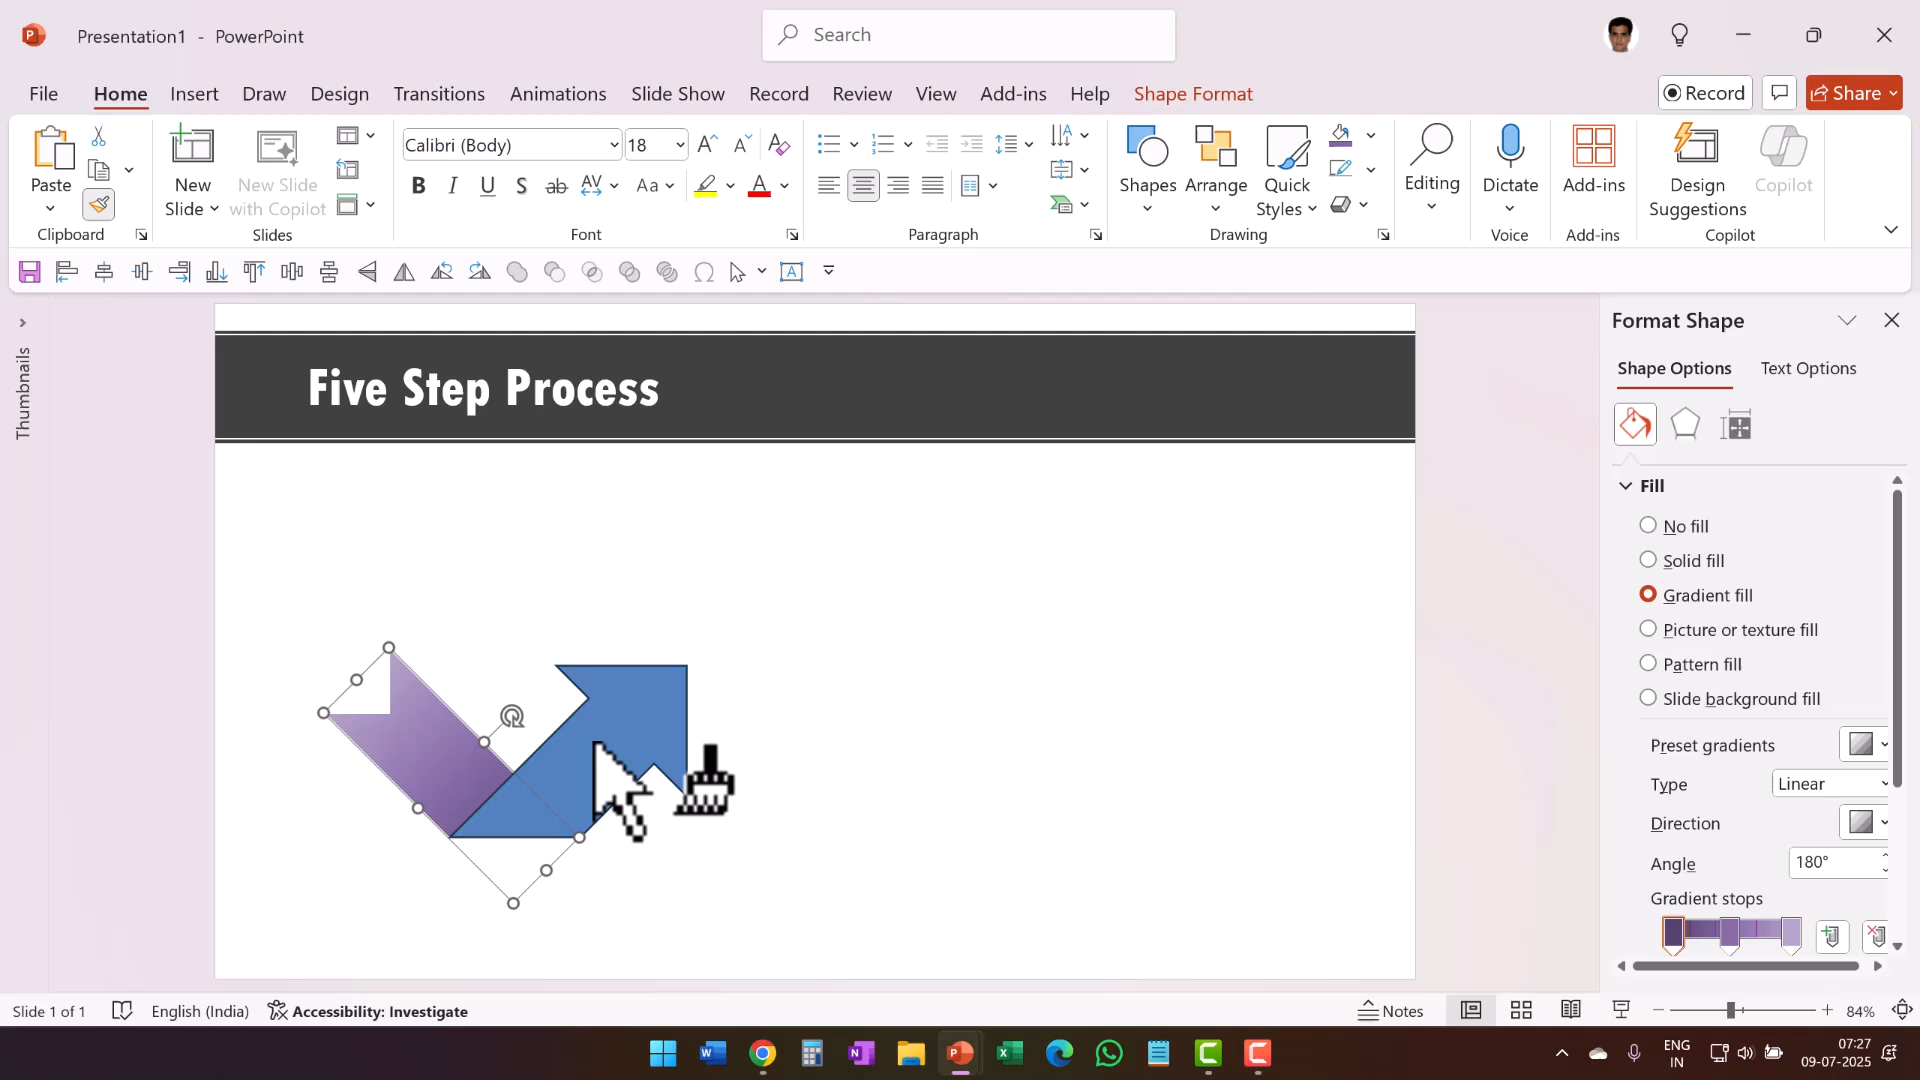 Presentation1 - PowerPoint
Search
File Home Insert Draw Design Transitions Animations Slide Show Record Review View Add-ins Help Shape Format
Record
Share
Paste
New
Slide
New Slide
with Copilot
Calibri (Body) 18
B I U S ab AV Aa A
Shapes
Arrange
Quick
Styles
Editing
Dictate
Add-ins
Design
Suggestions
Copilot
Clipboard Slides Font Paragraph Drawing Voice Add-ins Copilot
Thumbnails
Five Step Process
Format Shape
Shape Options Text Options
Fill
No fill
Solid fill
Gradient fill
Picture or texture fill
Pattern fill
Slide background fill
Preset gradients
Type Linear
Direction
Angle 180°
Gradient stops
Slide 1 of 1 English (India) Accessibility: Investigate Notes 84%
ENG
IN
07:27
09-07-2025